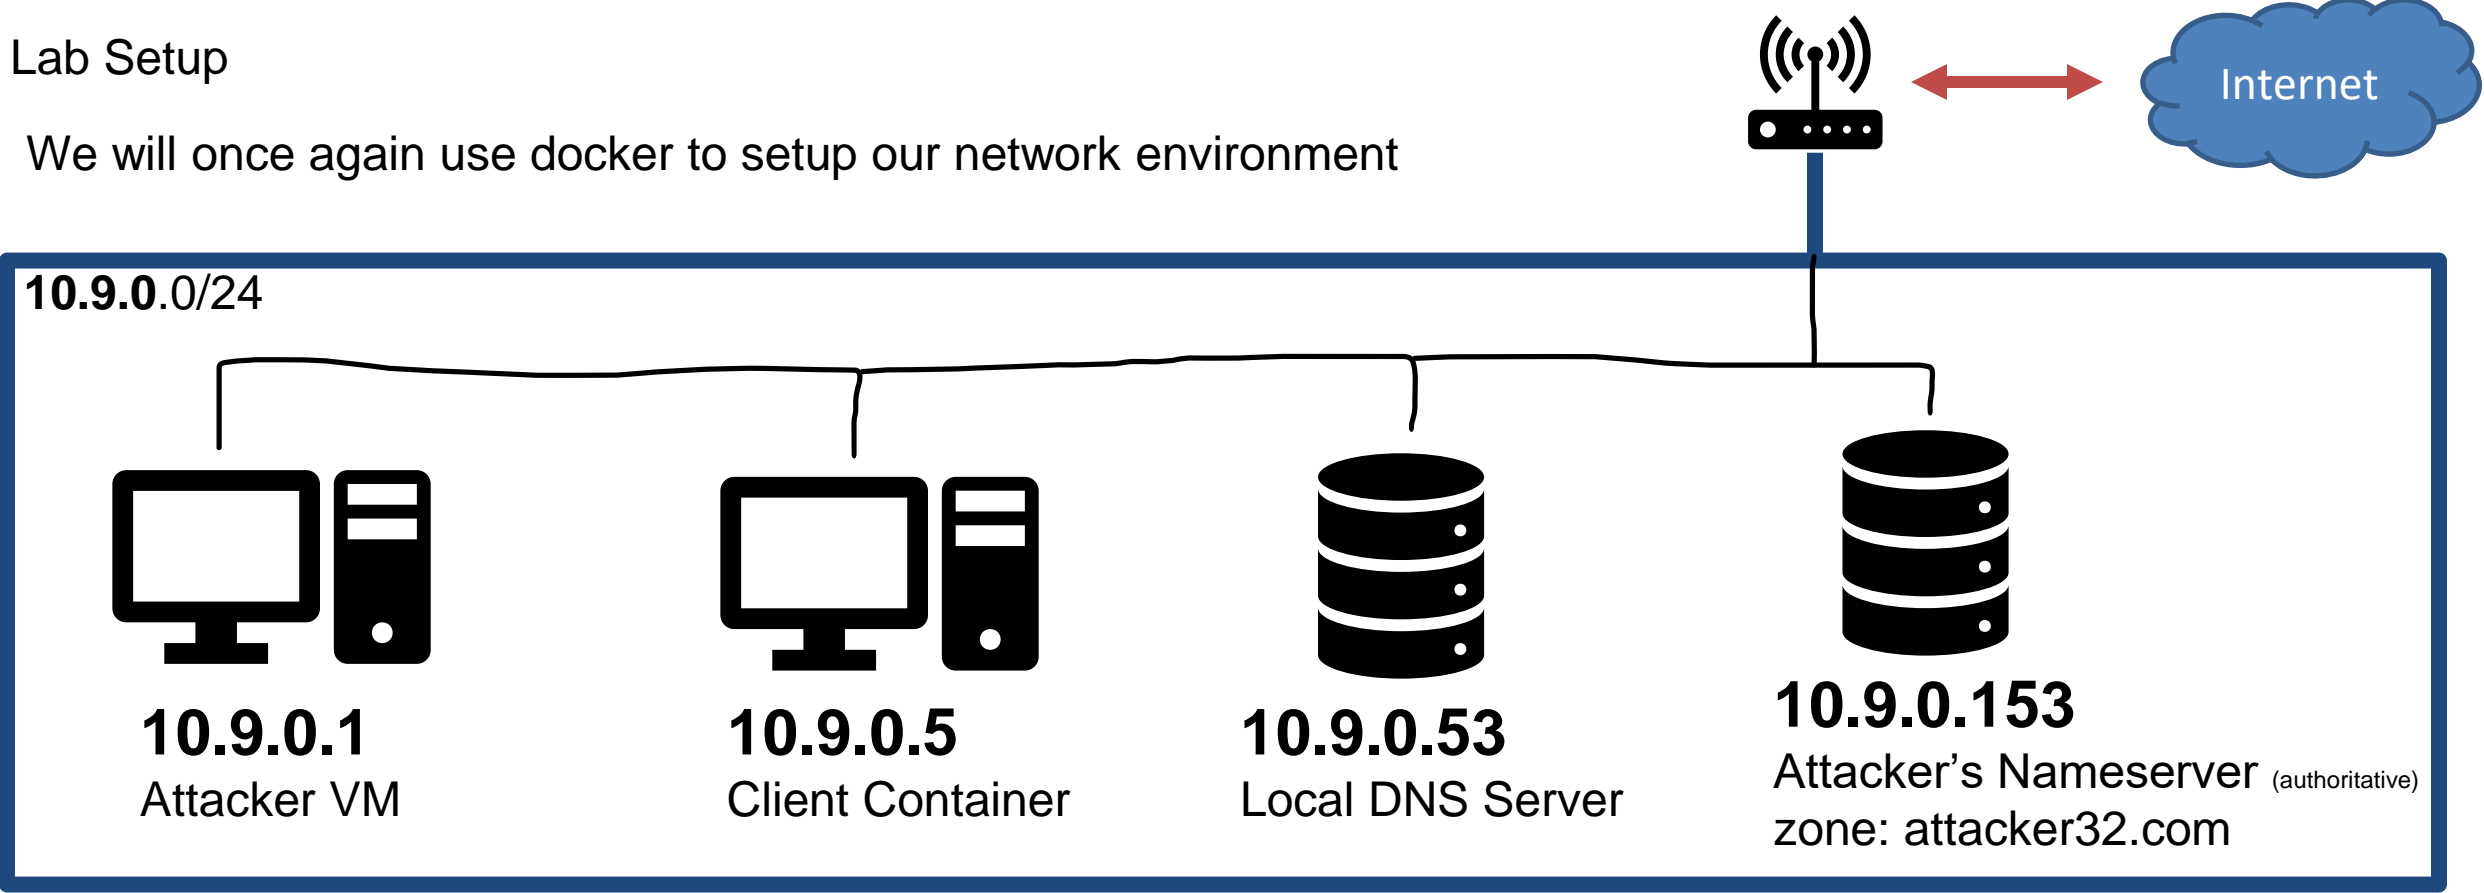 Lab Setup
Internet
We will once again use docker to setup our network environment
10.9.0.0/24
10.9.0.1
Attacker VM
10.9.0.5
Client Container
10.9.0.53
Local DNS Server
10.9.0.153
Attacker’s Nameserver (authoritative)
zone: attacker32.com